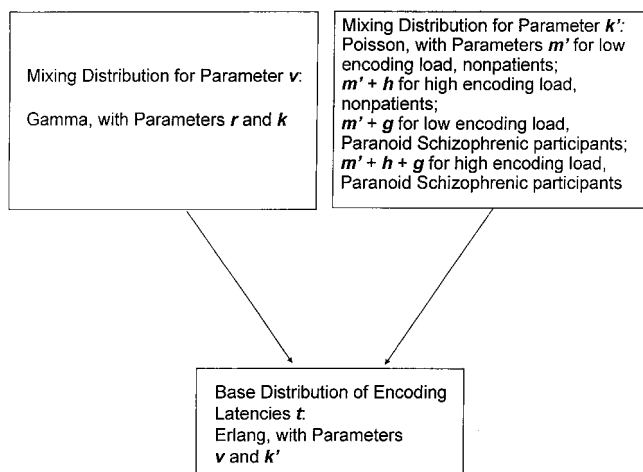 Mixing Distribution for Parameter v:
Gamma, with Parameters r and k
Mixing Distribution for Parameter k’:
Poisson, with Parameters m’ for low
encoding load, nonpatients;
m’ + h for high encoding load,
nonpatients;
m’ + g for low encoding load,
Paranoid Schizophrenic participants;
m’ + h + g for high encoding load,
Paranoid Schizophrenic participants
Base Distribution of Encoding
Latencies t:
Erlang, with Parameters
v and k’